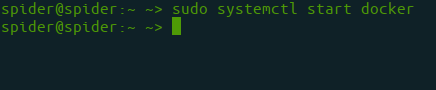 spider@spider:~ ~> sudo systemctl start docker
spider@spider:~ ~>